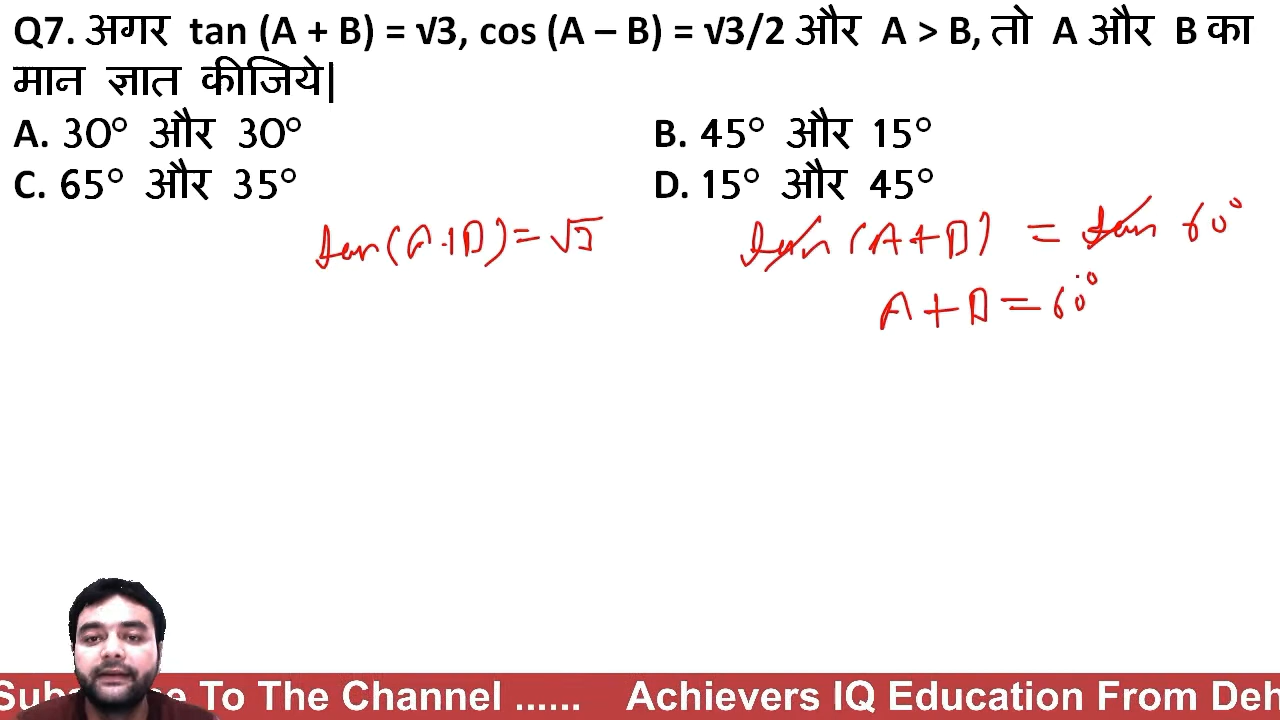 Q7. अगर tan (A + B) = √3, cos (A – B) = √3/2 और A > B, तो A और B का
मान ज्ञात कीजिये|
A. 30° और 30°
B. 45° और 15°
C. 65° और 35°
D. 15° और 45°
tan(A+B)=√3
tan (A+B) = tan 60°
A+B=60°
To The Channel ...... Achievers IQ Education From Deh